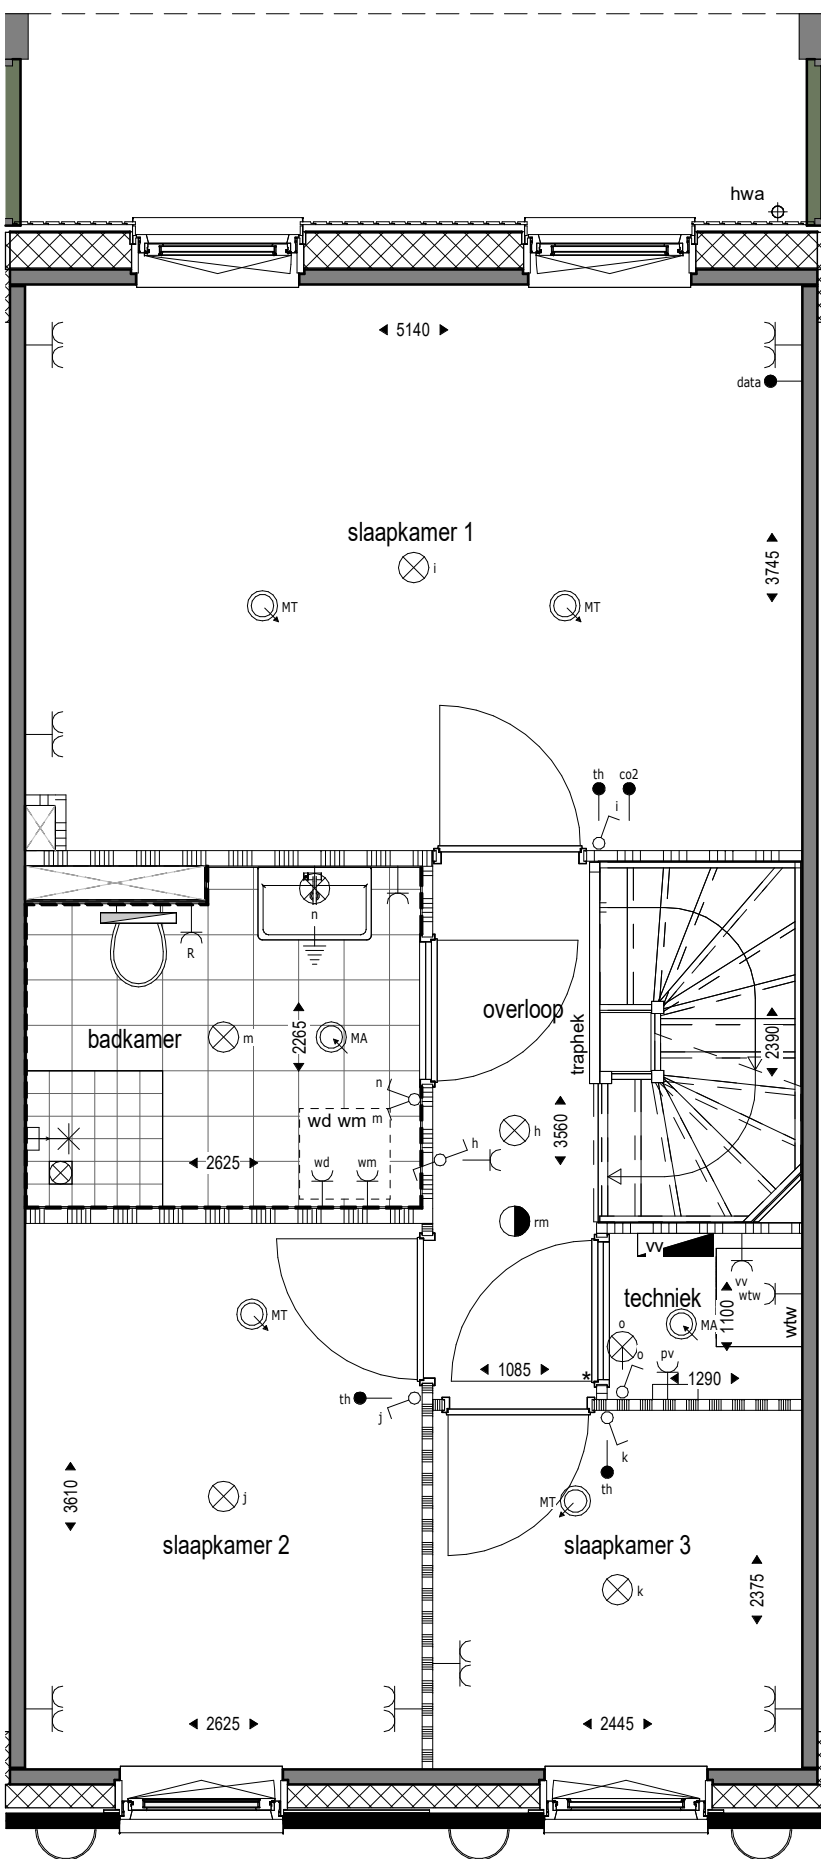 hwa
5140
data
slaapkamer 1
3745
i
MT
MT
th co2
i
n
R
overloop
traphek
badkamer
m
2265
MA
2390
n
m
wd wm
3560
h
h
2625
wd
wm
rm
vv
vv
wtw
wtw
techniek
1100
MT
MA
o
o
pv
1085
*
1290
th
j
k
th
3610
j
MT
slaapkamer 2
slaapkamer 3
2375
k
2625
2445